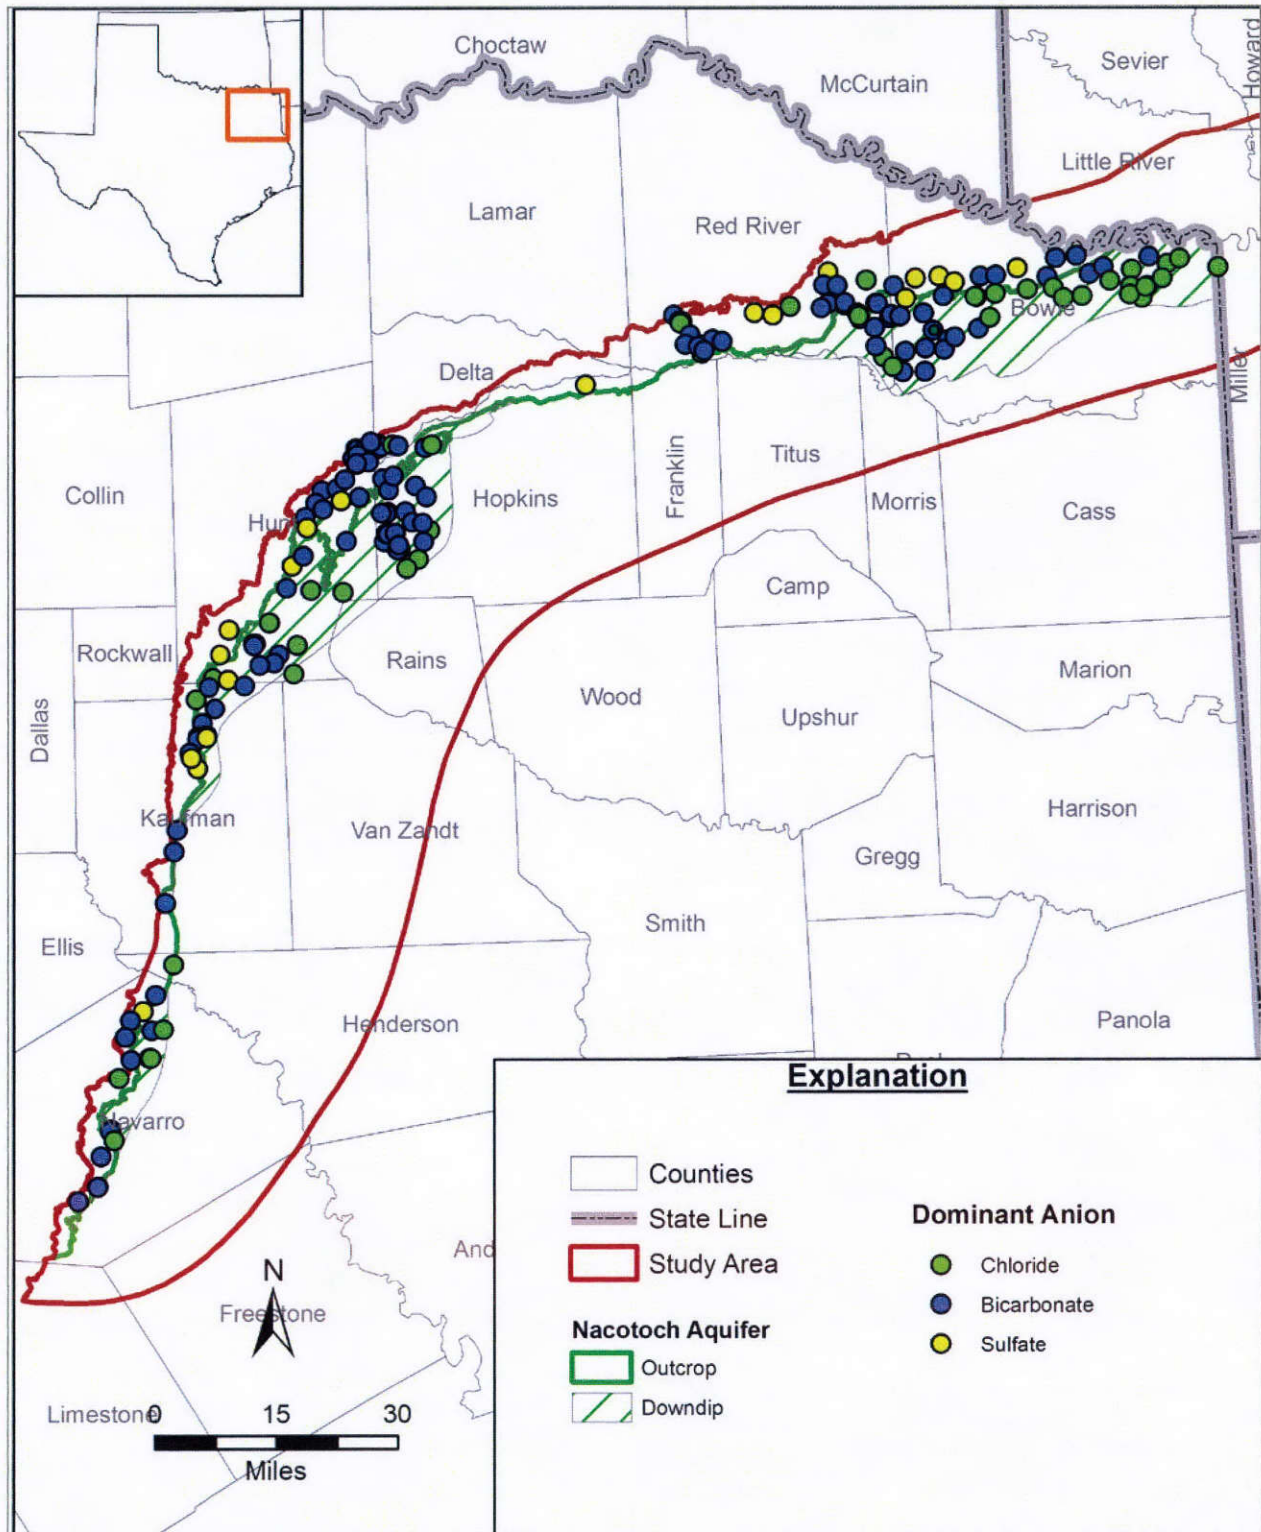 Choctaw
McCurtain
Sevier
Howard
Little River
Lamar
Red River
Bowie
Miller
Delta
Hopkins
Franklin
Titus
Morris
Cass
Collin
Camp
Rockwall
Rains
Wood
Marion
Dallas
Upshur
Kaufman
Van Zandt
Harrison
Gregg
Ellis
Smith
Henderson
Panola
Navarro
And
N
Freestone
Limestone
0 15 30
Miles
Explanation
Counties
State Line
Study Area
Nacotoch Aquifer
Outcrop
Downdip
Dominant Anion
Chloride
Bicarbonate
Sulfate